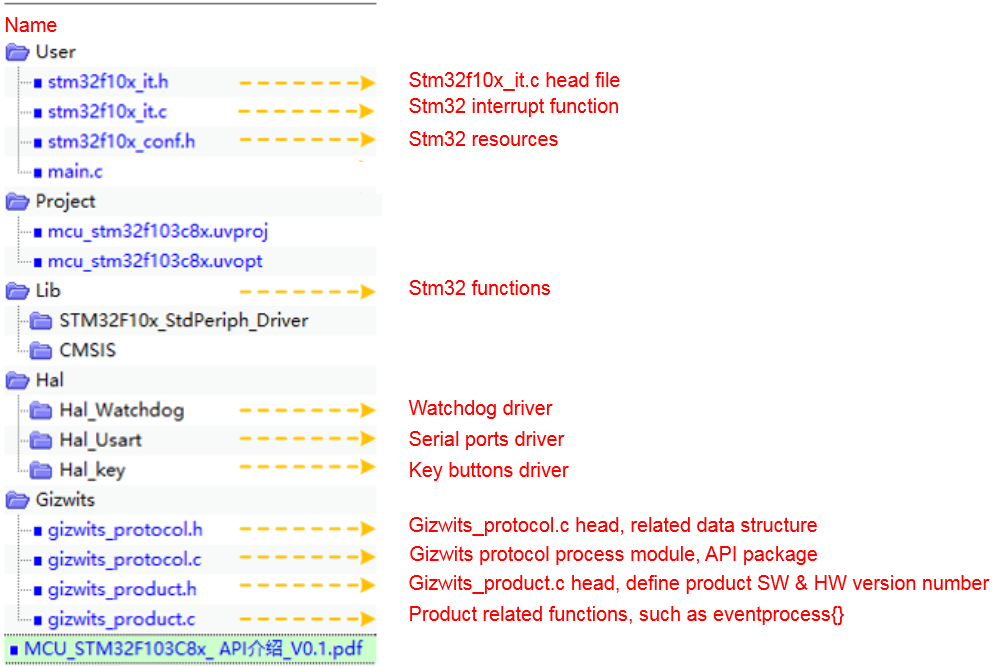 Name
User
stm32f10x_it.h Stm32f10x_it.c head file
stm32f10x_it.c Stm32 interrupt function
stm32f10x_conf.h Stm32 resources
main.c
Project
mcu_stm32f103c8x.uvproj
mcu_stm32f103c8x.uvopt
Lib Stm32 functions
STM32F10x_StdPeriph_Driver
CMSIS
Hal
Hal_Watchdog Watchdog driver
Hal_Usart Serial ports driver
Hal_key Key buttons driver
Gizwits
gizwits_protocol.h Gizwits_protocol.c head, related data structure
gizwits_protocol.c Gizwits protocol process module, API package
gizwits_product.h Gizwits_product.c head, define product SW & HW version number
gizwits_product.c Product related functions, such as eventprocess{}
MCU_STM32F103C8x_ API介绍_V0.1.pdf